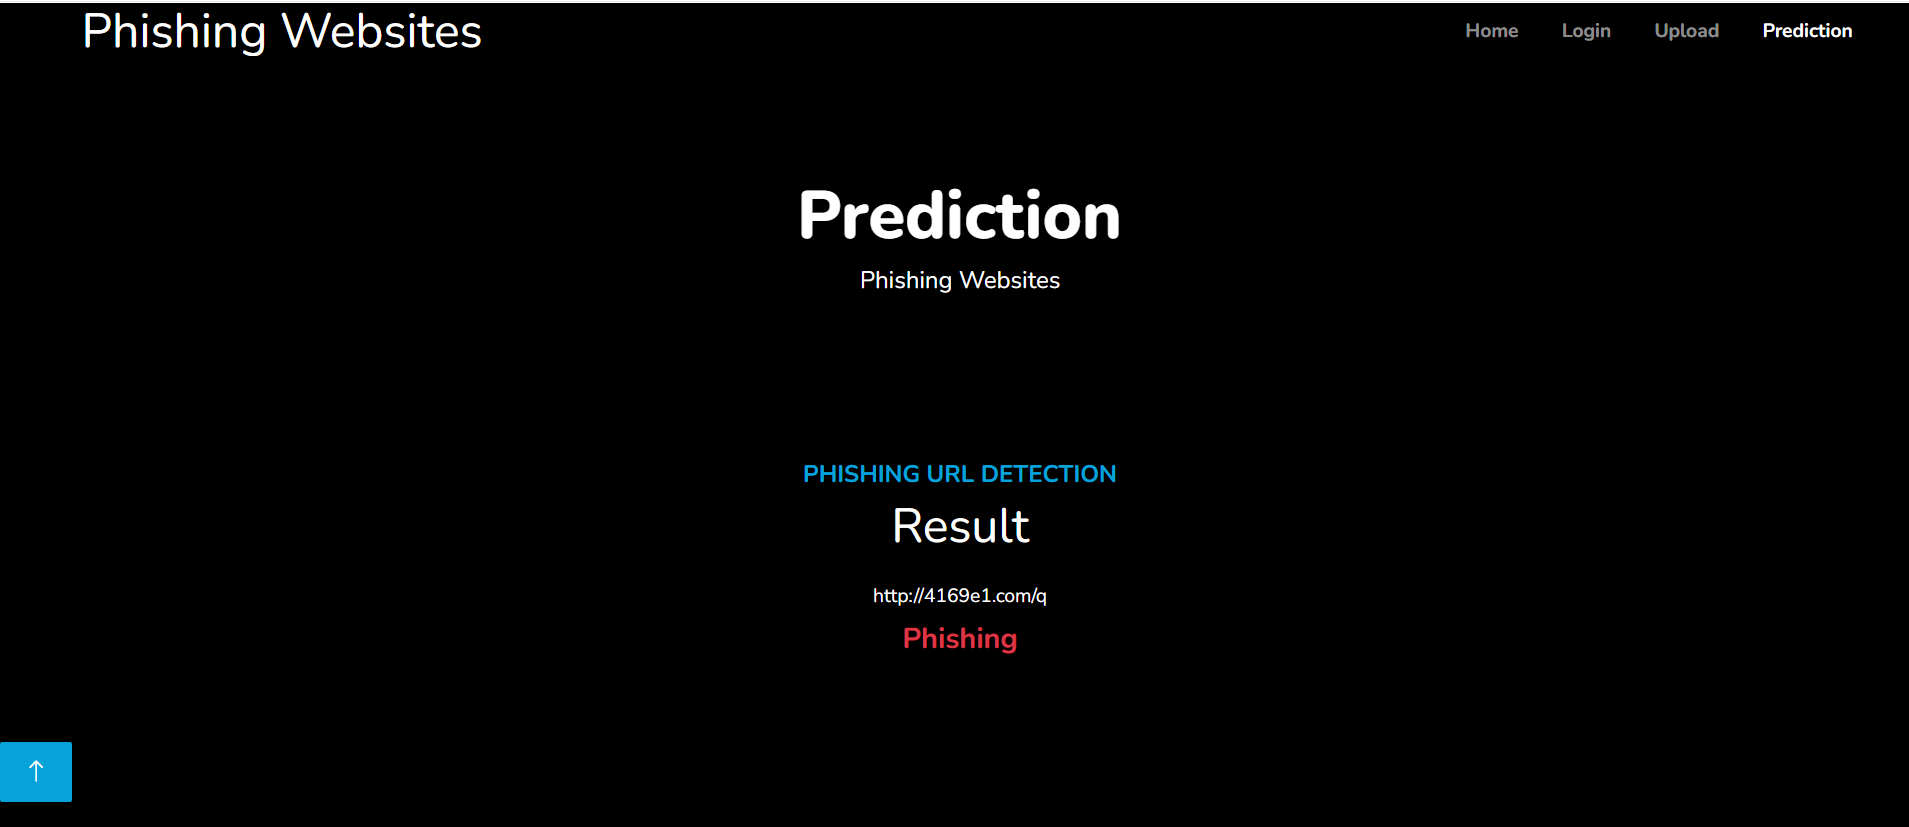 Phishing Websites
Home Login Upload Prediction
Prediction
Phishing Websites
PHISHING URL DETECTION
Result
http://4169e1.com/q
Phishing